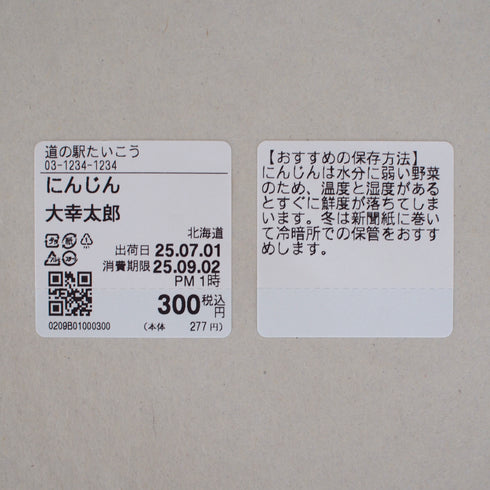 道の駅たいこう
03-1234-1234
にんじん
大幸太郎
北海道
出荷日 25.07.01
消費期限 25.09.02
PM 1時
300税込円
0209B01000300
(本体 277円)
【おすすめの保存方法】
にんじんは水分に弱い野菜
のため、温度と湿度がある
とすぐに鮮度が落ちてしま
います。冬は新聞紙に巻い
て冷暗所での保管をおすす
めします。